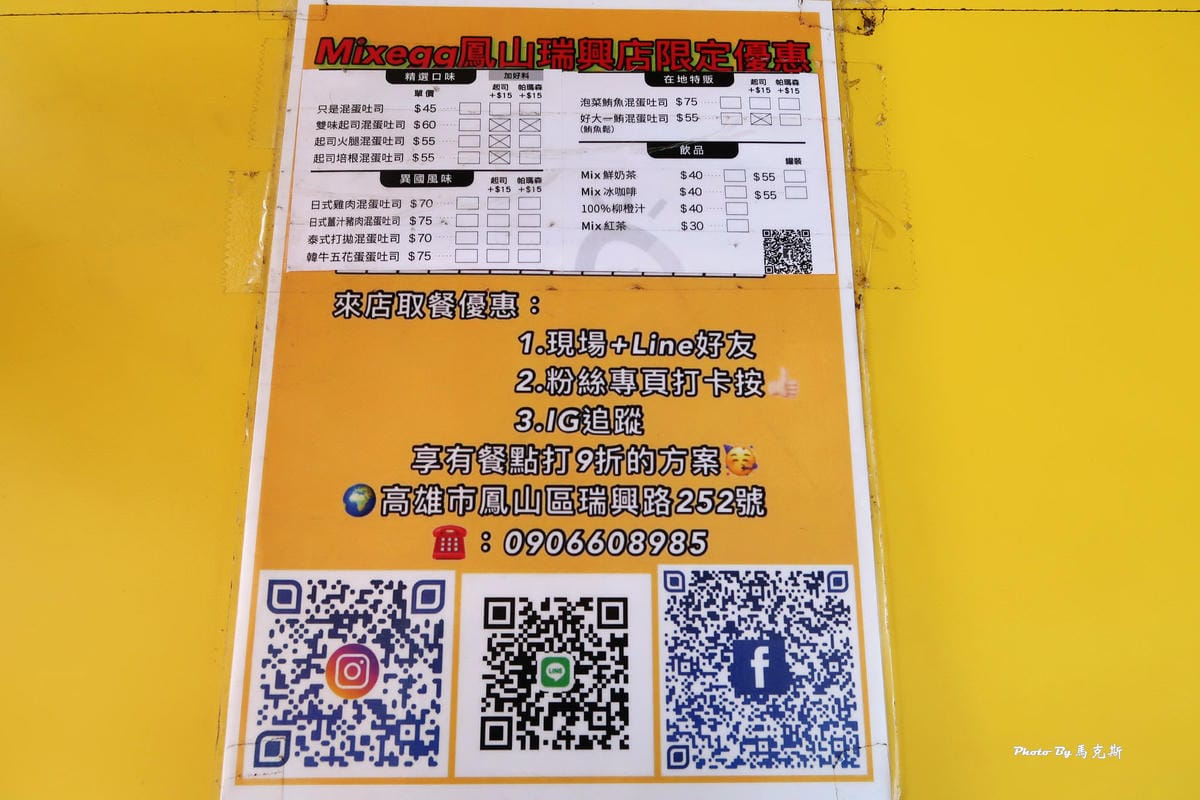 Mixegg鳳山瑞興店限定優惠
精選口味
加好料
單價
起司 +$15
帕瑪森 +$15
只是混蛋吐司 $45
雙味起司混蛋吐司 $60
起司火腿混蛋吐司 $55
起司培根混蛋吐司 $55
異國風味
起司 +$15
帕瑪森 +$15
日式雞肉混蛋吐司 $70
日式薑汁豬肉混蛋吐司 $75
泰式打拋混蛋吐司 $70
韓牛五花蛋蛋吐司 $75
在地特販
起司 +$15
帕瑪森 +$15
泡菜鮪魚混蛋吐司 $75
好大一鮪混蛋吐司 $55
(鮪魚鬆)
飲品
罐裝
Mix 鮮奶茶 $40 $55
Mix 冰咖啡 $40 $55
100%柳橙汁 $40
Mix 紅茶 $30
來店取餐優惠：
1.現場+Line好友
2.粉絲專頁打卡按👍🏻
3.IG追蹤
享有餐點打9折的方案🥳
🌍高雄市鳳山區瑞興路252號
☎️：0906608985
LINE
f
Photo By 馬克斯